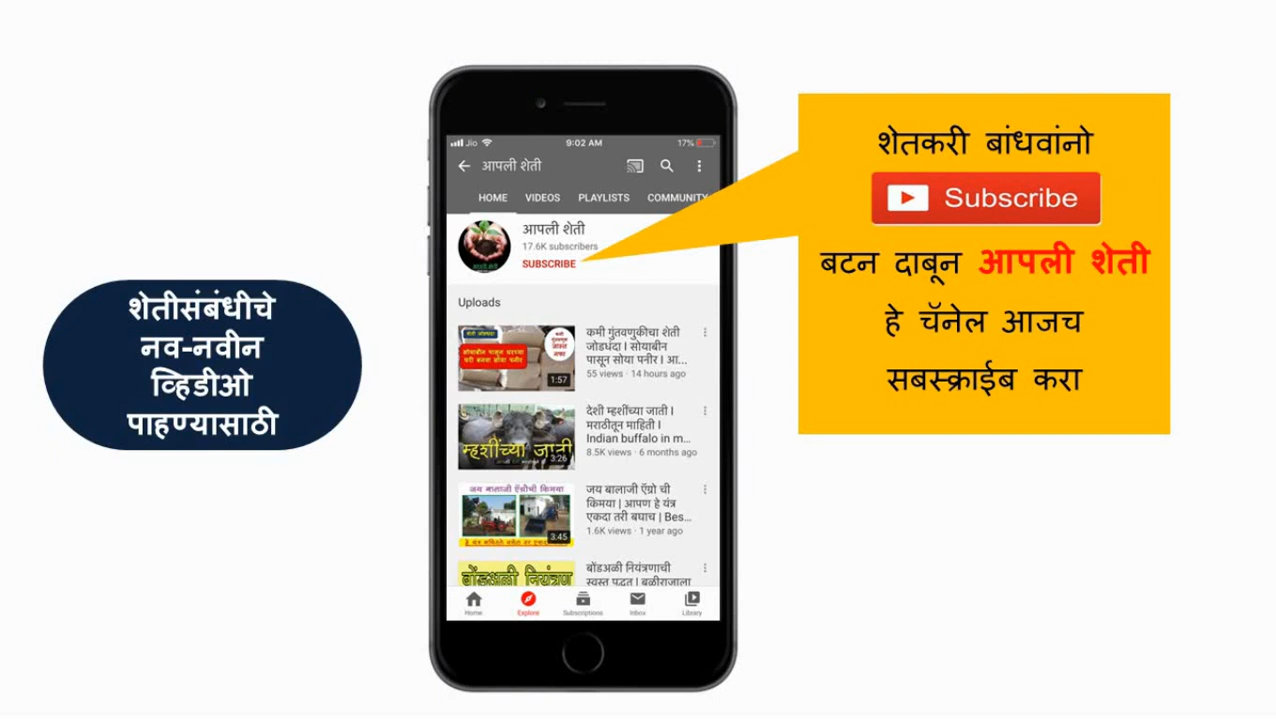 शेतीसंबंधीचे
नव-नवीन
व्हिडीओ
पाहण्यासाठी
Jio 9:02 AM 17%
आपली शेती
HOME VIDEOS PLAYLISTS COMMUNITY
आपली शेती
17.6K subscribers
SUBSCRIBE
Uploads
कमी गुंतवणुकीचा शेती
जोडधंदा I सोयाबीन
पासून सोया पनीर I आ...
55 views · 14 hours ago
1:57
देशी म्हशींच्या जाती I
मराठीतून माहिती I
Indian buffalo in m...
8.5K views · 6 months ago
म्हशींच्या जाती
3:26
जय बालाजी ऍग्रोची किमया
जय बालाजी ऍग्रो ची
किमया | आपण हे यंत्र
एकदा तरी बघाच | Bes...
1.6K views · 1 year ago
3:45
बोंडअळी नियंत्रण
बोंडअळी नियंत्रणाची
स्वस्त पद्धत | बळीराजाला
Home Explore Subscriptions Inbox Library
शेतकरी बांधवांनो
Subscribe
बटन दाबून आपली शेती
हे चॅनेल आजच
सबस्क्राईब करा